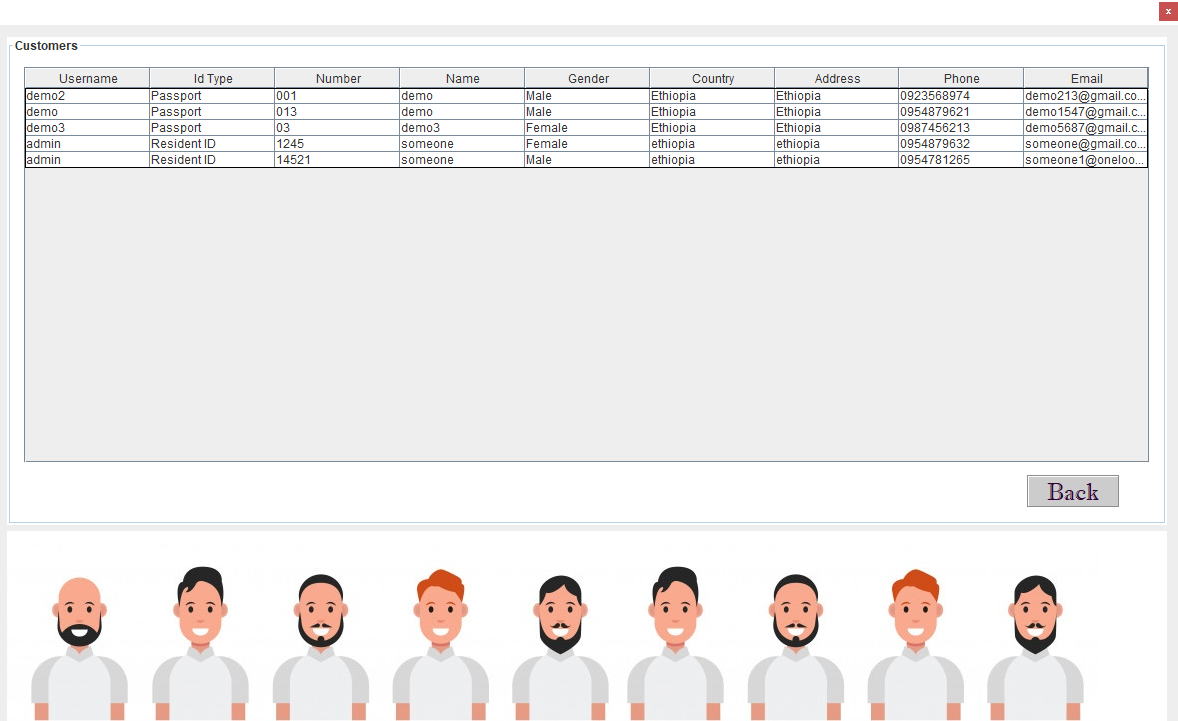 x
Customers
Username Id Type Number Name Gender Country Address Phone Email
demo2 Passport 001 demo Male Ethiopia Ethiopia 0923568974 demo213@gmail.co...
demo Passport 013 demo Male Ethiopia Ethiopia 0954879621 demo1547@gmail.c...
demo3 Passport 03 demo3 Female Ethiopia Ethiopia 0987456213 demo5687@gmail.c...
admin Resident ID 1245 someone Female ethiopia ethiopia 0954879632 someone@gmail.co...
admin Resident ID 14521 someone Male ethiopia ethiopia 0954781265 someone1@oneloo...
Back